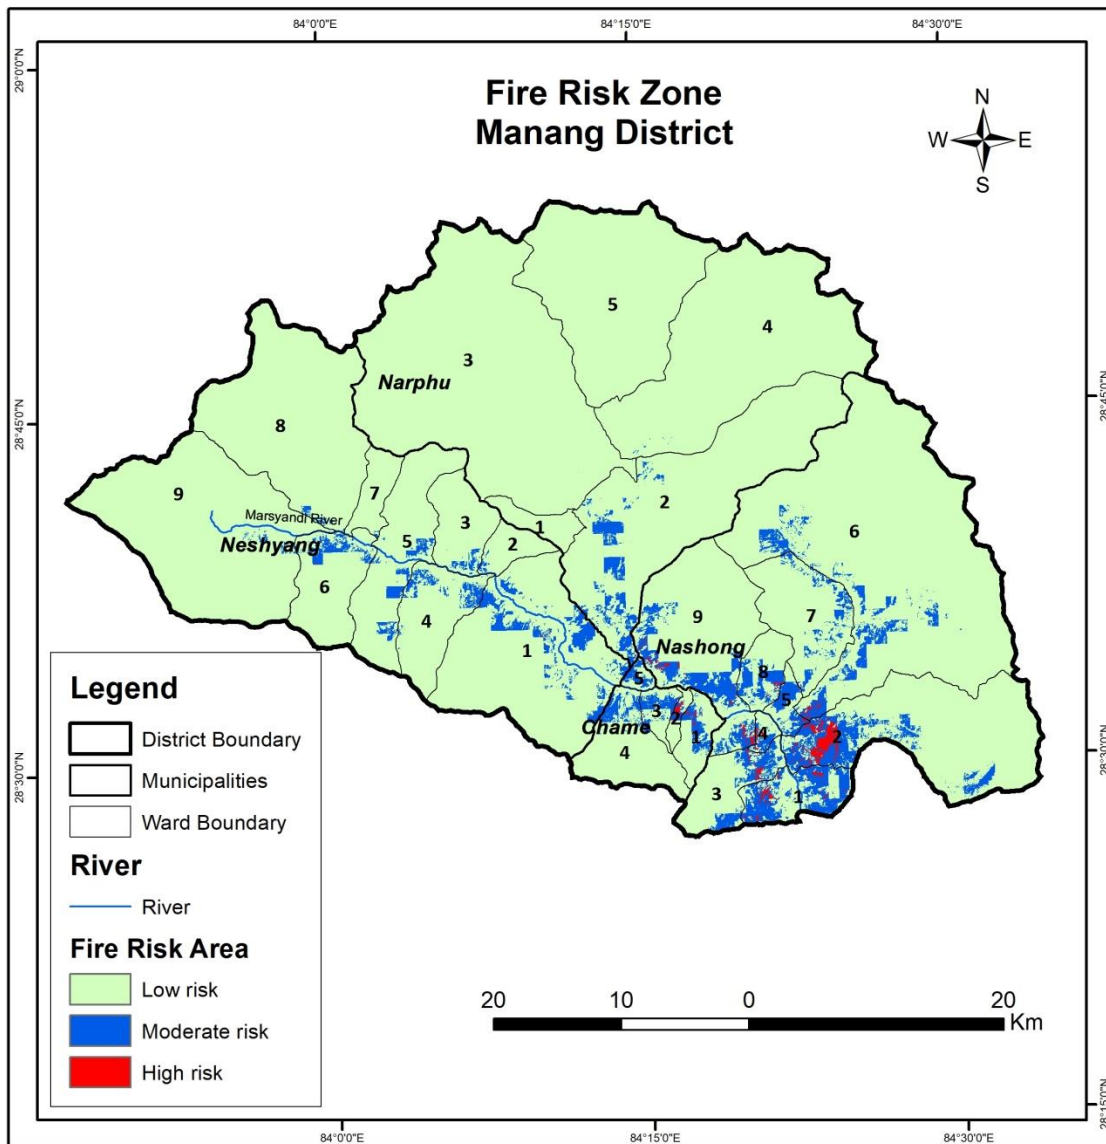 84°0'0"E
84°15'0"E
84°30'0"E
29°0'0"N
Fire Risk Zone
Manang District
N
W
E
S
5
4
3
Narphu
28°45'0"N
28°45'0"N
8
9
7
Marsyandi River
Neshyang
5
3
1
2
2
6
6
4
1
9
7
Nashong
8
5
5
3
2
Chame
1
4
4
2
3
1
28°30'0"N
28°30'0"N
Legend
District Boundary
Municipalities
Ward Boundary
River
River
Fire Risk Area
Low risk
Moderate risk
High risk
20
10
0
20
Km
28°15'0"N
84°0'0"E
84°15'0"E
84°30'0"E